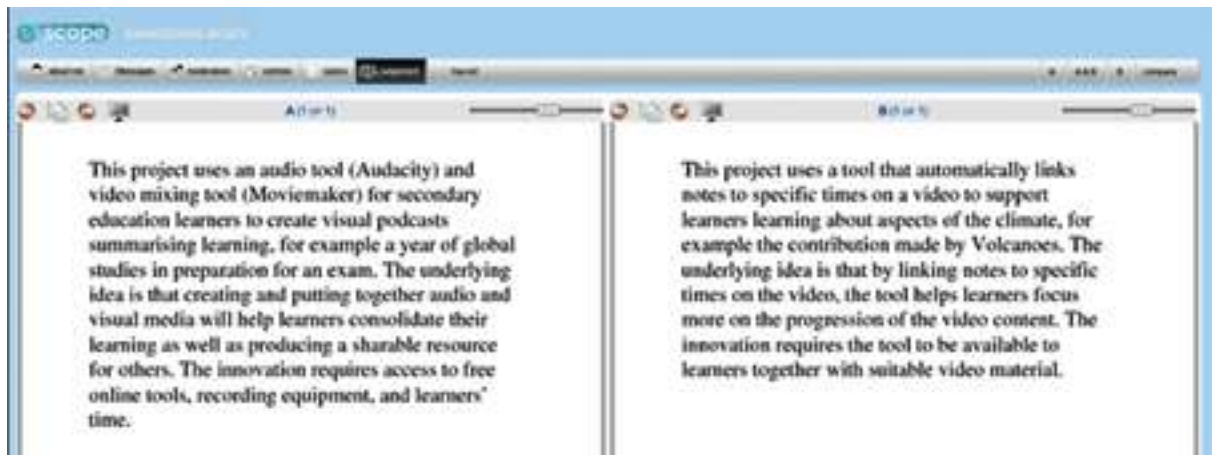 scope
A (1 or 1)
B (1 or 1)
This project uses an audio tool (Audacity) and
video mixing tool (Moviemaker) for secondary
education learners to create visual podcasts
summarising learning, for example a year of global
studies in preparation for an exam. The underlying
idea is that creating and putting together audio and
visual media will help learners consolidate their
learning as well as producing a sharable resource
for others. The innovation requires access to free
online tools, recording equipment, and learners'
time.
This project uses a tool that automatically links
notes to specific times on a video to support
learners learning about aspects of the climate, for
example the contribution made by Volcanoes. The
underlying idea is that by linking notes to specific
times on the video, the tool helps learners focus
more on the progression of the video content. The
innovation requires the tool to be available to
learners together with suitable video material.